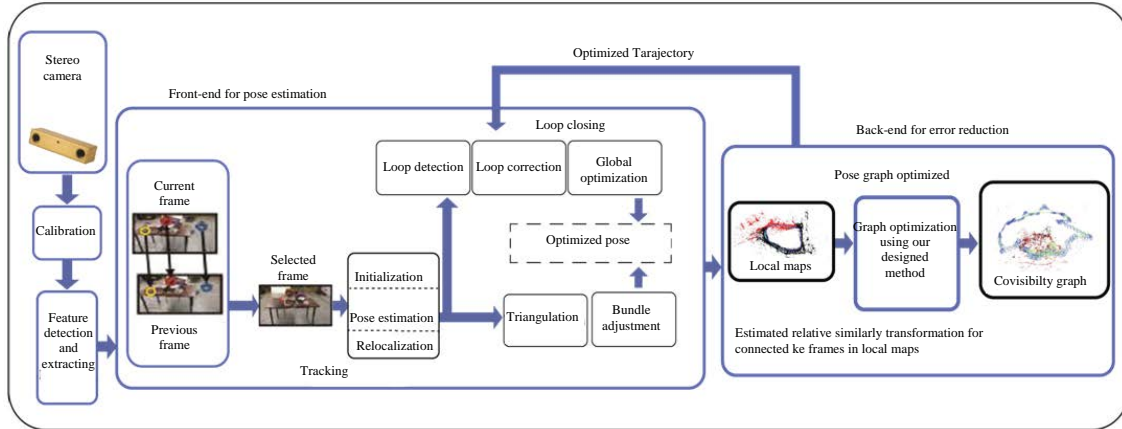 Stereo
camera
Calibration
Feature
detection
and
extracting
Front-end for pose estimation
Current
frame
Previous
frame
Selected
frame
Tracking
Initialization
Pose estimation
Relocalization
Loop closing
Loop detection
Loop correction
Global
optimization
Optimized pose
Triangulation
Bundle
adjustment
Optimized Tarajectory
Back-end for error reduction
Pose graph optimized
Local maps
Graph optimization
using our
designed
method
Covisibilty graph
Estimated relative similarly transformation for
connected ke frames in local maps